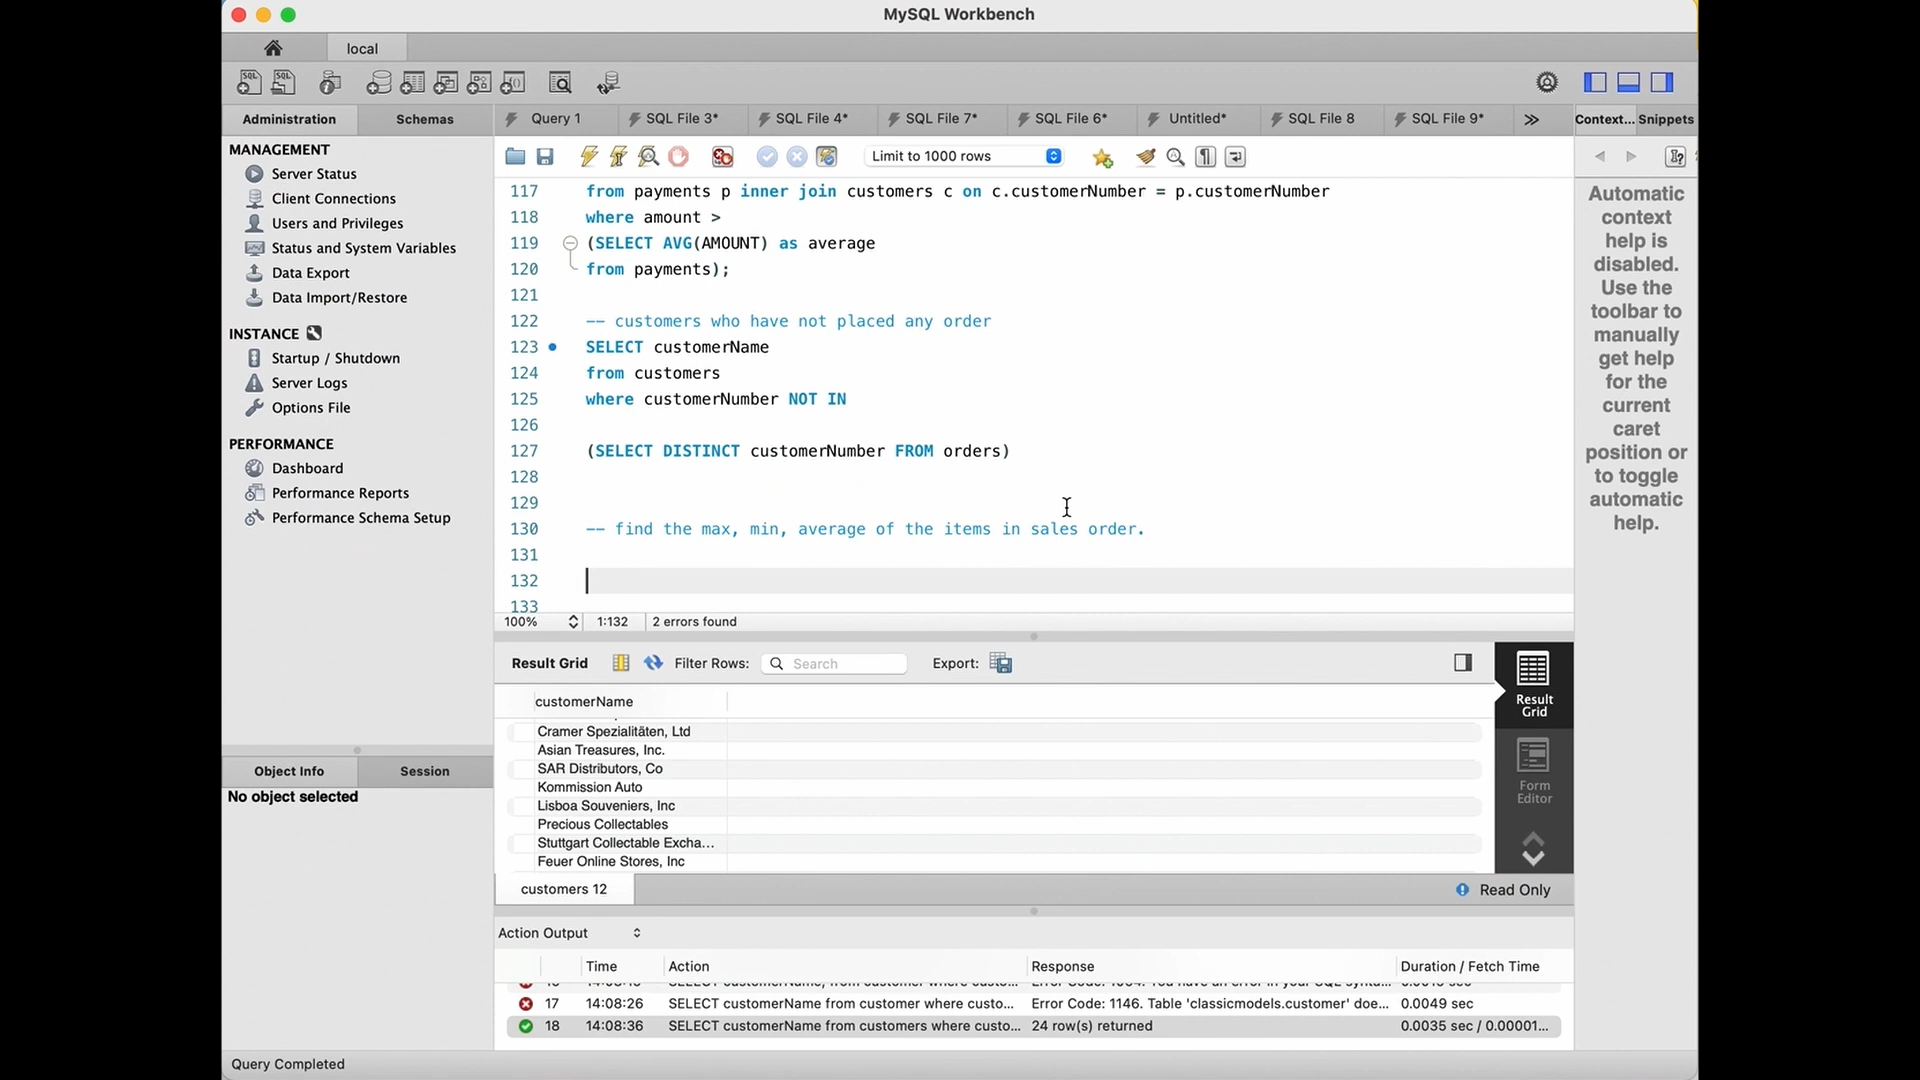 MySQL Workbench
local
Administration
Schemas
Query 1
SQL File 3*
SQL File 4*
SQL File 7*
SQL File 6*
Untitled*
SQL File 8
SQL File 9*
Context...
Snippets
Limit to 1000 rows
MANAGEMENT
Server Status
Client Connections
Users and Privileges
Status and System Variables
Data Export
Data Import/Restore
INSTANCE
Startup / Shutdown
Server Logs
Options File
PERFORMANCE
Dashboard
Performance Reports
Performance Schema Setup
Object Info
Session
No object selected
117 from payments p inner join customers c on c.customerNumber = p.customerNumber
118 where amount >
119 (SELECT AVG(AMOUNT) as average
120 from payments);
121
122 -- customers who have not placed any order
123 SELECT customerName
124 from customers
125 where customerNumber NOT IN
126
127 (SELECT DISTINCT customerNumber FROM orders)
128
129
130 -- find the max, min, average of the items in sales order.
131
132
133
100% 1:132 2 errors found
Automatic
context
help is
disabled.
Use the
toolbar to
manually
get help
for the
current
caret
position or
to toggle
automatic
help.
Result Grid
Filter Rows:
Search
Export:
customerName
Cramer Spezialitäten, Ltd
Asian Treasures, Inc.
SAR Distributors, Co
Kommission Auto
Lisboa Souveniers, Inc
Precious Collectables
Stuttgart Collectable Excha...
Feuer Online Stores, Inc
Result
Grid
Form
Editor
customers 12
Read Only
Action Output
Time Action Response Duration / Fetch Time
17 14:08:26 SELECT customerName from customer where custo... Error Code: 1146. Table 'classicmodels.customer' doe... 0.0049 sec
18 14:08:36 SELECT customerName from customers where custo... 24 row(s) returned 0.0035 sec / 0.00001...
Query Completed